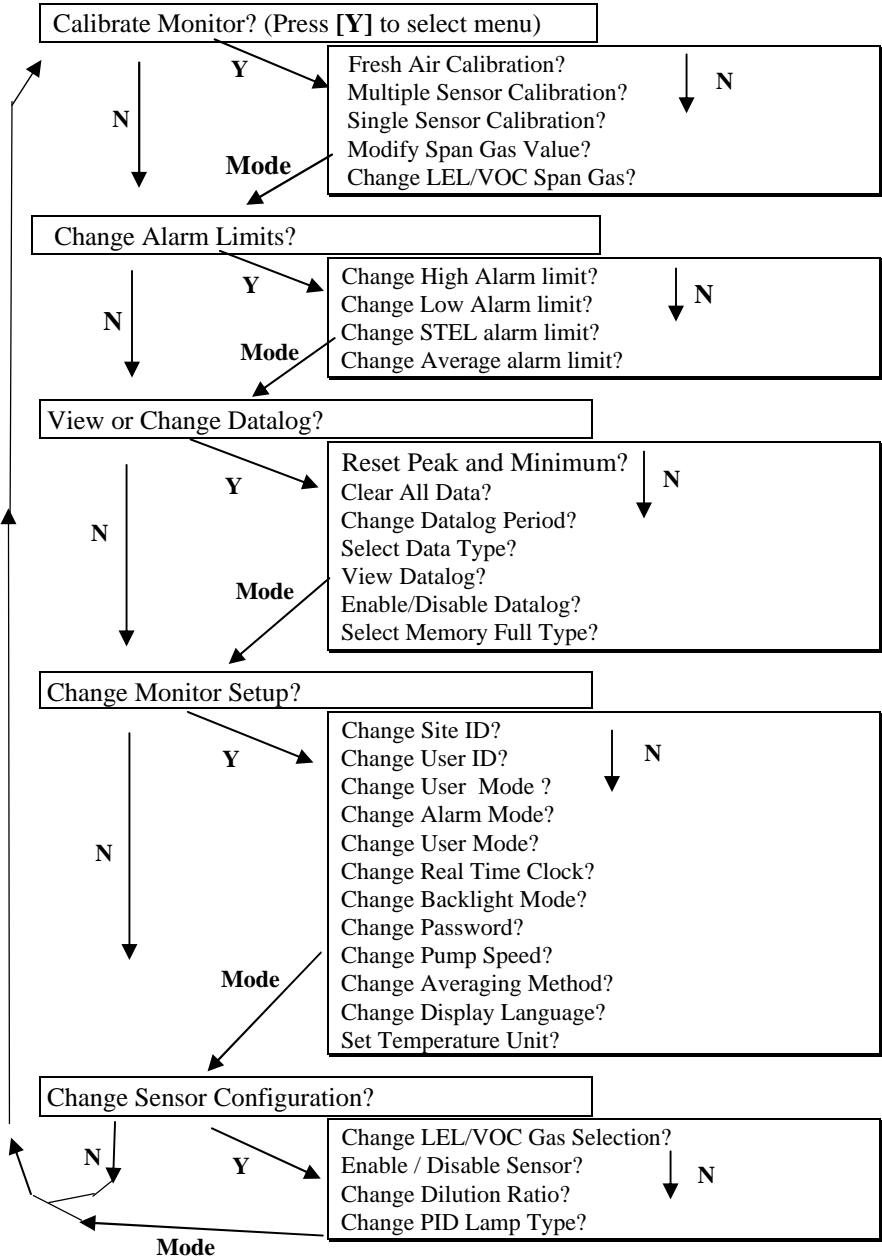 Calibrate Monitor? (Press [Y] to select menu)
Y
N
Fresh Air Calibration?
Multiple Sensor Calibration?
Single Sensor Calibration?
Modify Span Gas Value?
Change LEL/VOC Span Gas?
N
Mode
Change Alarm Limits?
Y
N
Change High Alarm limit?
Change Low Alarm limit?
Change STEL alarm limit?
Change Average alarm limit?
N
Mode
View or Change Datalog?
Y
N
Reset Peak and Minimum?
Clear All Data?
Change Datalog Period?
Select Data Type?
View Datalog?
Enable/Disable Datalog?
Select Memory Full Type?
N
Mode
Change Monitor Setup?
Y
N
Change Site ID?
Change User ID?
Change User Mode ?
Change Alarm Mode?
Change User Mode?
Change Real Time Clock?
Change Backlight Mode?
Change Password?
Change Pump Speed?
Change Averaging Method?
Change Display Language?
Set Temperature Unit?
N
Mode
Change Sensor Configuration?
N
Y
Change LEL/VOC Gas Selection?
Enable / Disable Sensor?
Change Dilution Ratio?
Change PID Lamp Type?
N
Mode